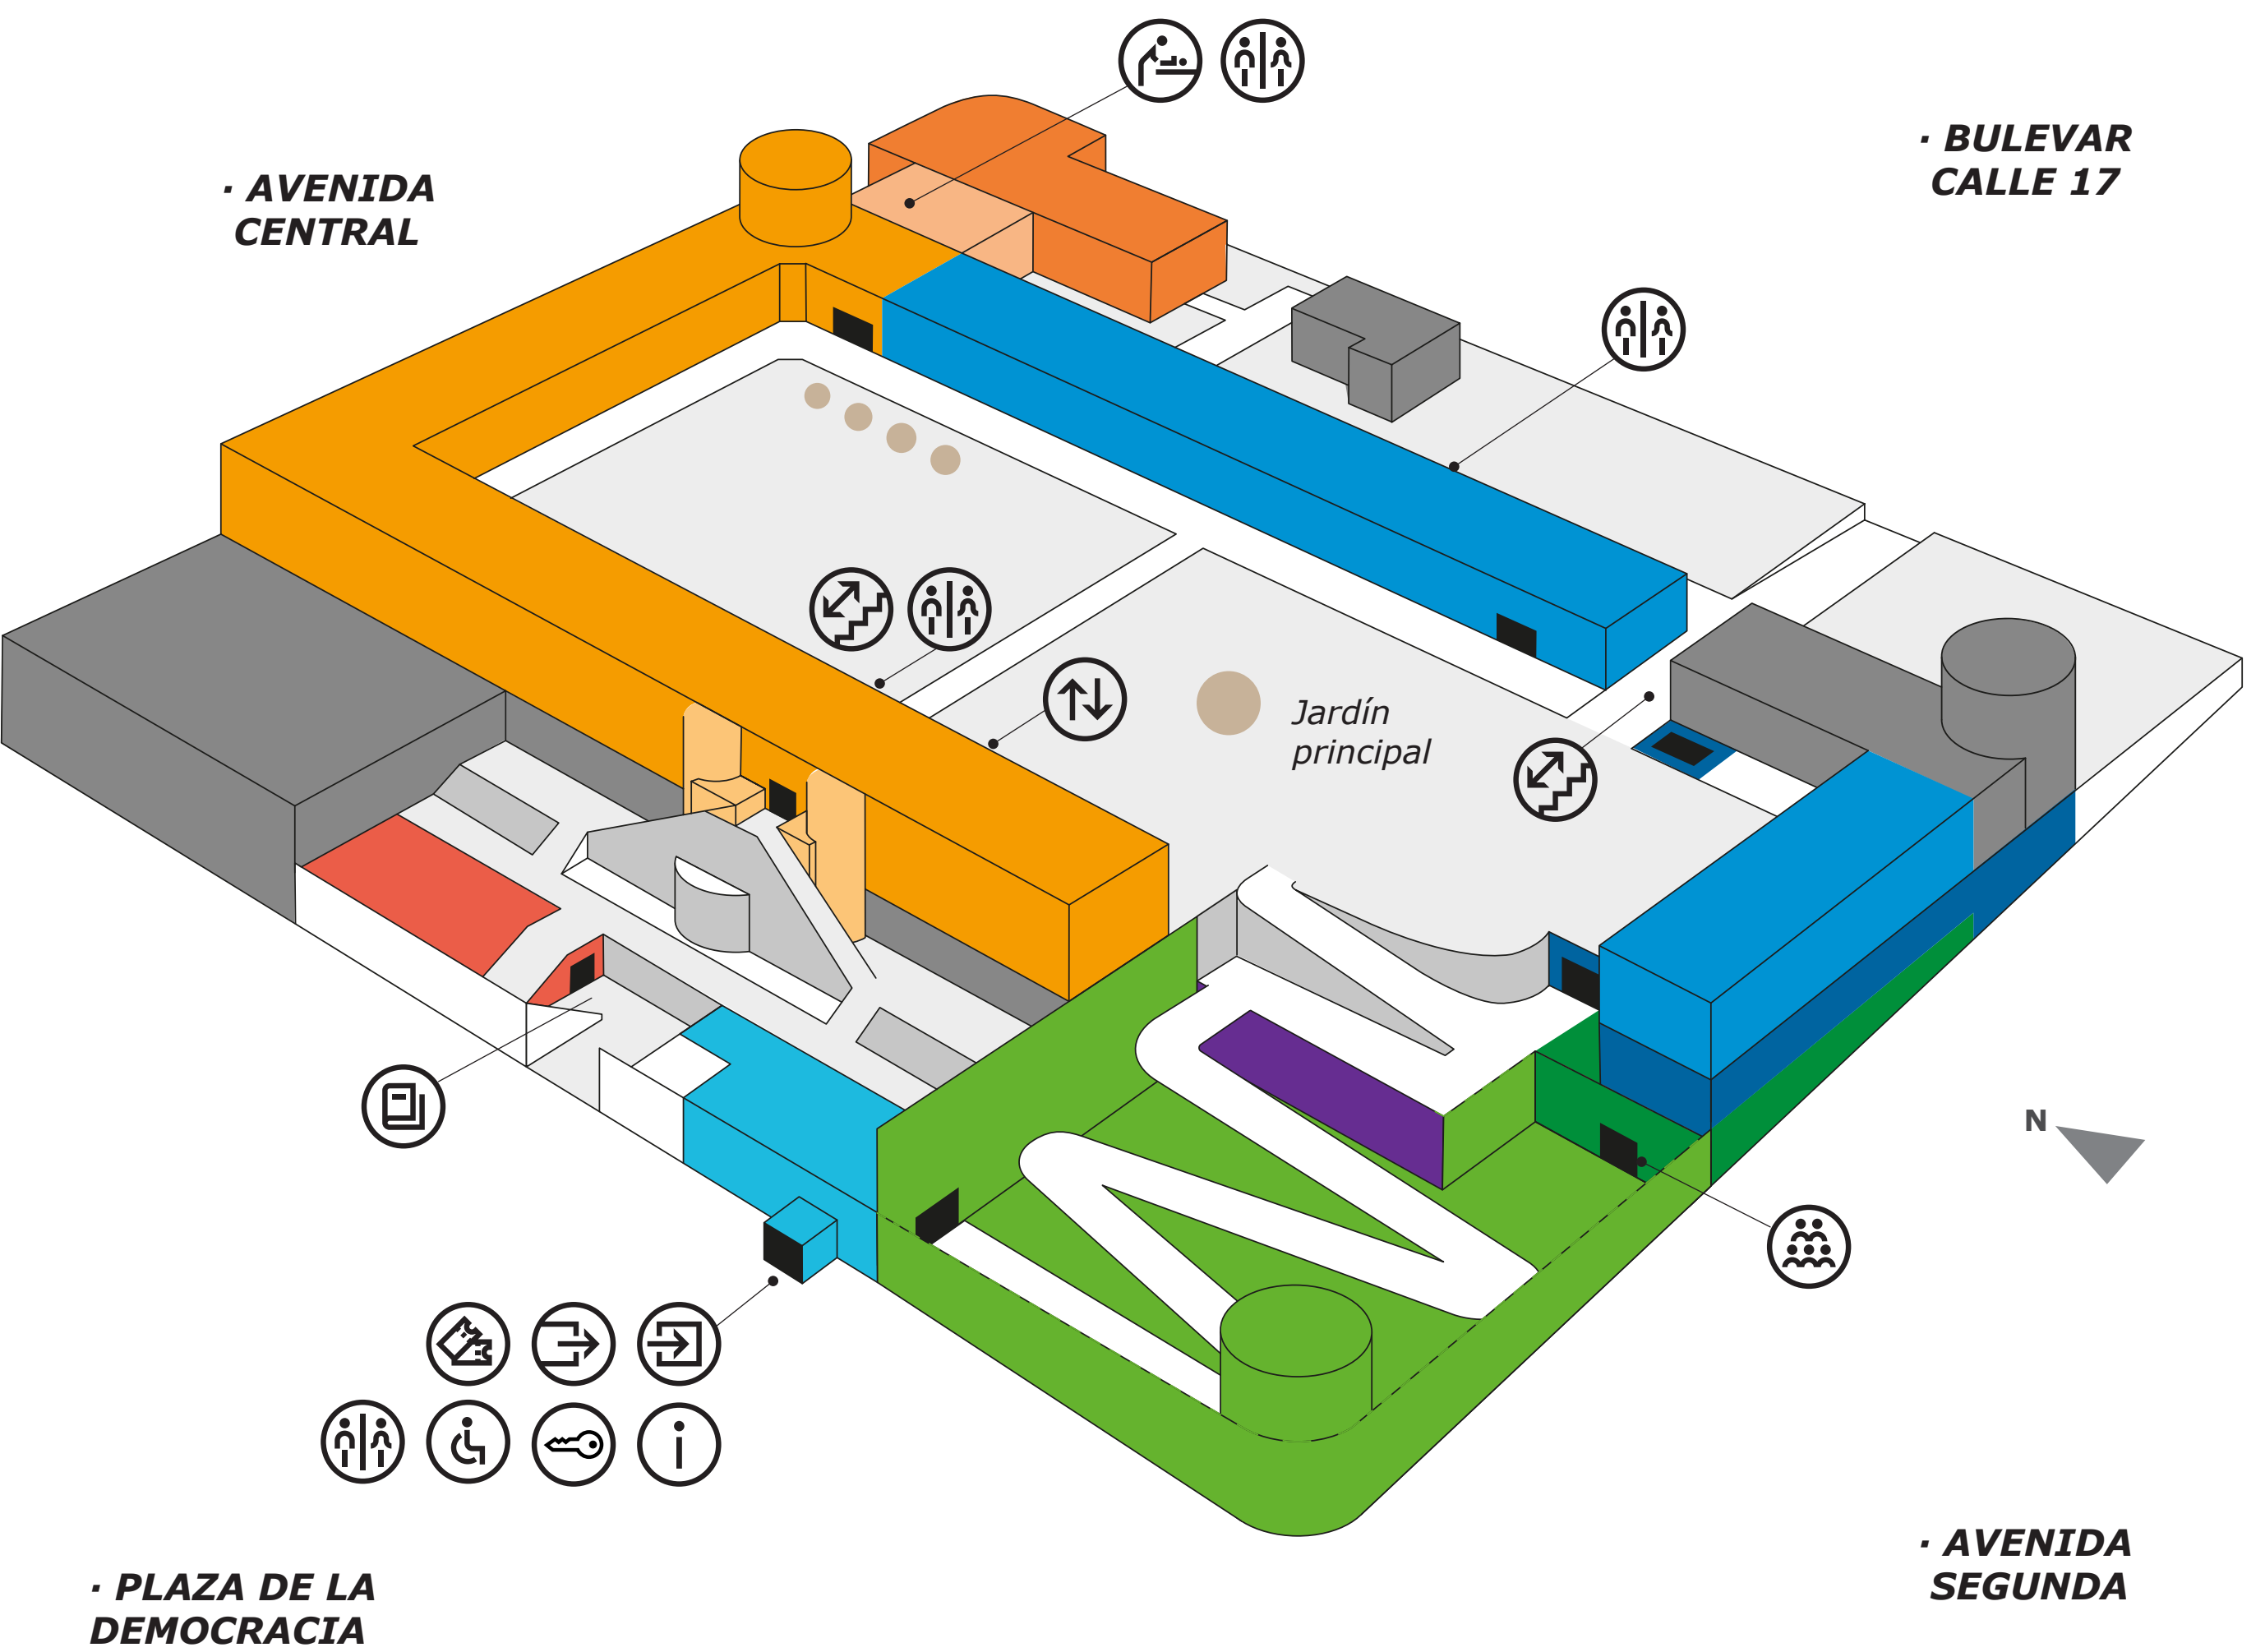 · AVENIDA
CENTRAL
· BULEVAR
CALLE 17
Jardín
principal
N
· AVENIDA
SEGUNDA
· PLAZA DE LA
DEMOCRACIA